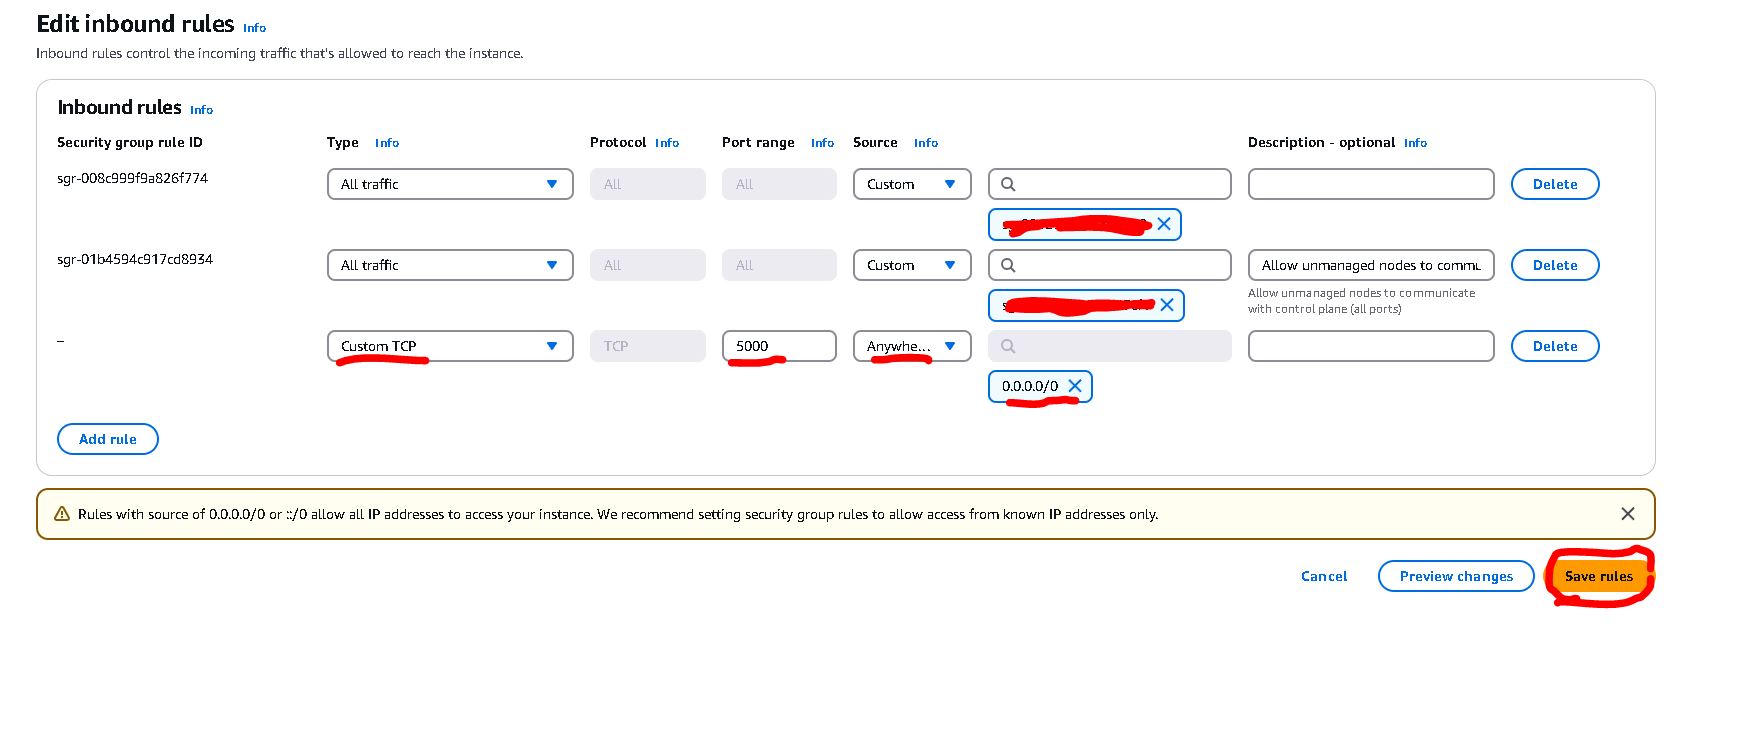 Edit inbound rules Info
Inbound rules control the incoming traffic that's allowed to reach the instance.
Inbound rules Info
Security group rule ID Type Info Protocol Info Port range Info Source Info Description - optional Info
sgr-008c999f9a826f774 All traffic All All Custom Delete
sgr-01b4594c917cd8934 All traffic All All Custom Allow unmanaged nodes to commu Delete
Allow unmanaged nodes to communicate
with control plane (all ports)
– Custom TCP TCP 5000 Anywhe... Delete
0.0.0.0/0
Add rule
Rules with source of 0.0.0.0/0 or ::/0 allow all IP addresses to access your instance. We recommend setting security group rules to allow access from known IP addresses only.
Cancel Preview changes Save rules